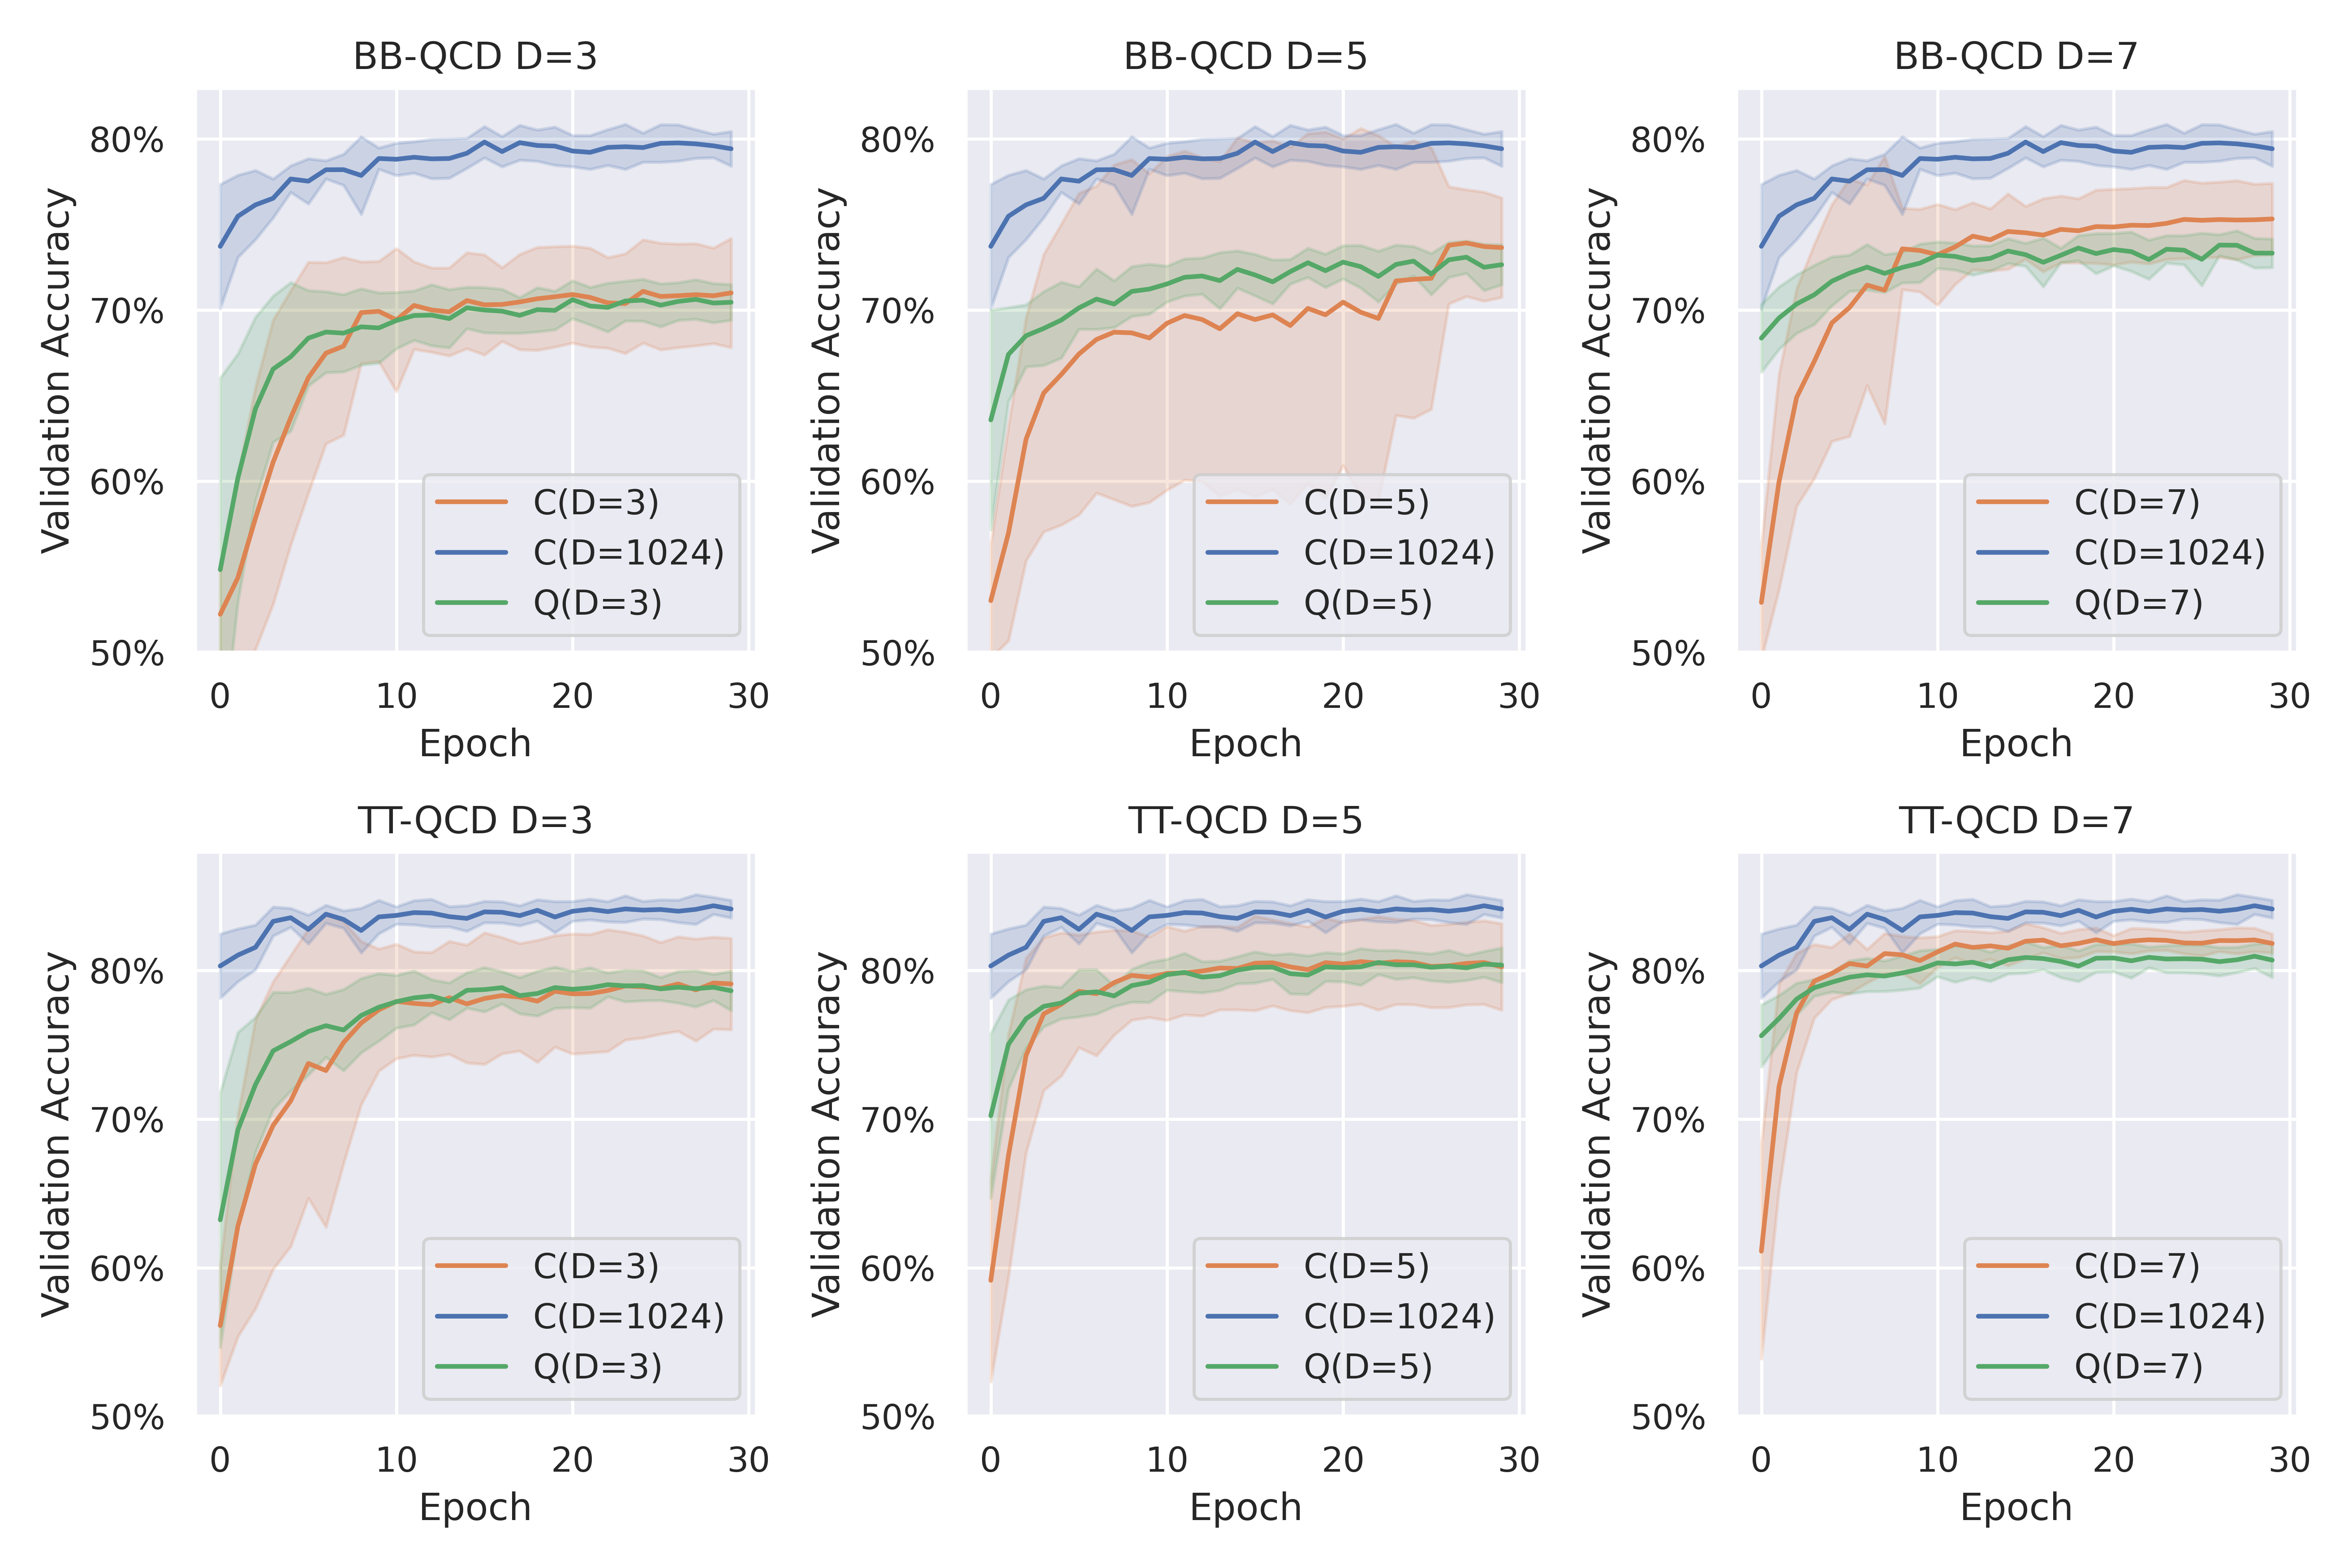 BB-QCD D=3
Validation Accuracy
80%
70%
60%
50%
C(D=3)
C(D=1024)
Q(D=3)
0 10 20 30
Epoch
BB-QCD D=5
Validation Accuracy
80%
70%
60%
50%
C(D=5)
C(D=1024)
Q(D=5)
0 10 20 30
Epoch
BB-QCD D=7
Validation Accuracy
80%
70%
60%
50%
C(D=7)
C(D=1024)
Q(D=7)
0 10 20 30
Epoch
TT-QCD D=3
Validation Accuracy
80%
70%
60%
50%
C(D=3)
C(D=1024)
Q(D=3)
0 10 20 30
Epoch
TT-QCD D=5
Validation Accuracy
80%
70%
60%
50%
C(D=5)
C(D=1024)
Q(D=5)
0 10 20 30
Epoch
TT-QCD D=7
Validation Accuracy
80%
70%
60%
50%
C(D=7)
C(D=1024)
Q(D=7)
0 10 20 30
Epoch